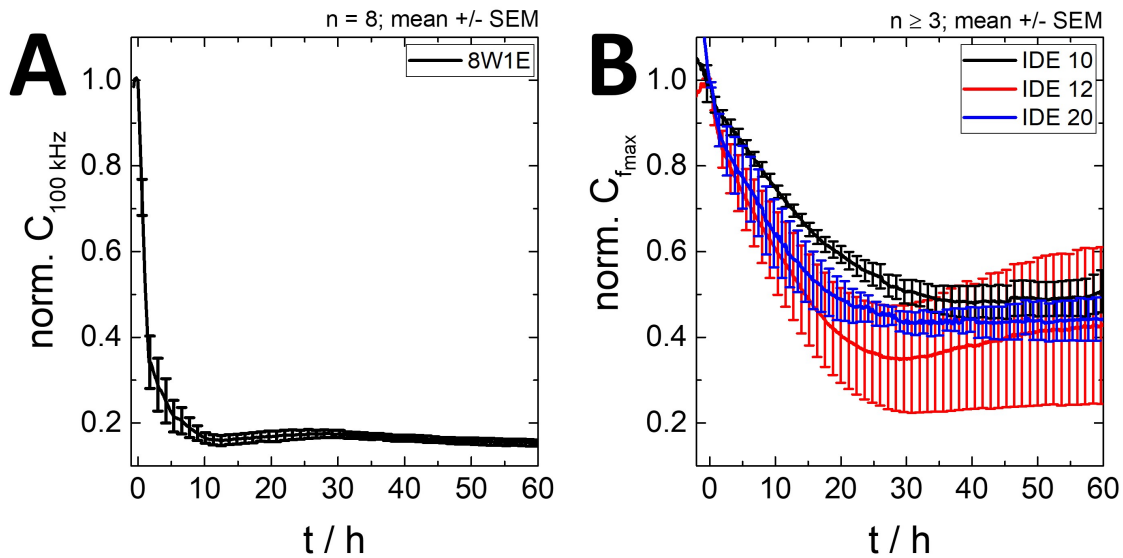 A
n = 8; mean +/- SEM
8W1E
norm. C1000 kHz
1.0
0.8
0.6
0.4
0.2
0 10 20 30 40 50 60
t / h
B
n ≥ 3; mean +/- SEM
IDE 10
IDE 12
IDE 20
norm. Cfmax
1.0
0.8
0.6
0.4
0.2
0 10 20 30 40 50 60
t / h